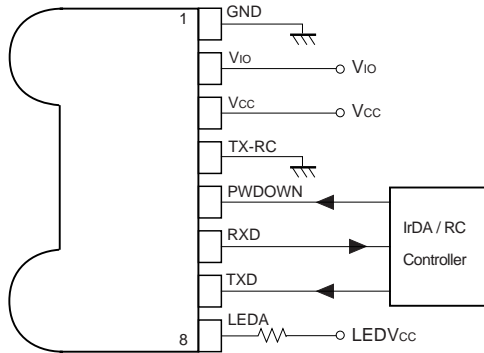 1
GND
VIO
VIO
VCC
VCC
TX-RC
PWDOWN
RXD
TXD
8
LEDA
LEDVCC
IrDA / RC
Controller